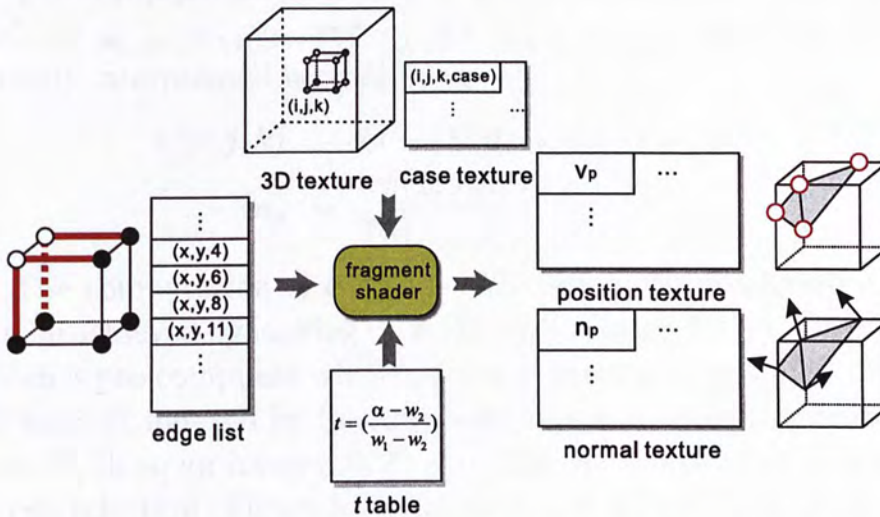 (i,j,k)
3D texture
(i,j,k,case)
⋮ ...
case texture
⋮
(x,y,4)
(x,y,6)
(x,y,8)
(x,y,11)
⋮
edge list
fragment
shader
t = (α − w₂ / w₁ − w₂)
t table
Vₚ ...
⋮
position texture
nₚ ...
⋮
normal texture